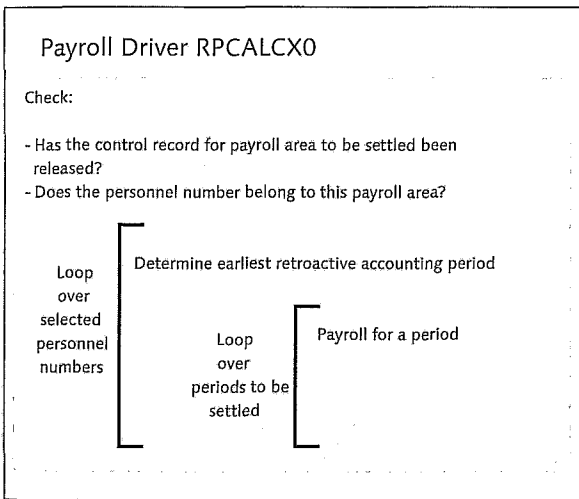 Payroll Driver RPCALCX0
Check:
- Has the control record for payroll area to be settled been
released?
- Does the personnel number belong to this payroll area?
Loop
over
selected
personnel
numbers
Determine earliest retroactive accounting period
Loop
over
periods to be
settled
Payroll for a period